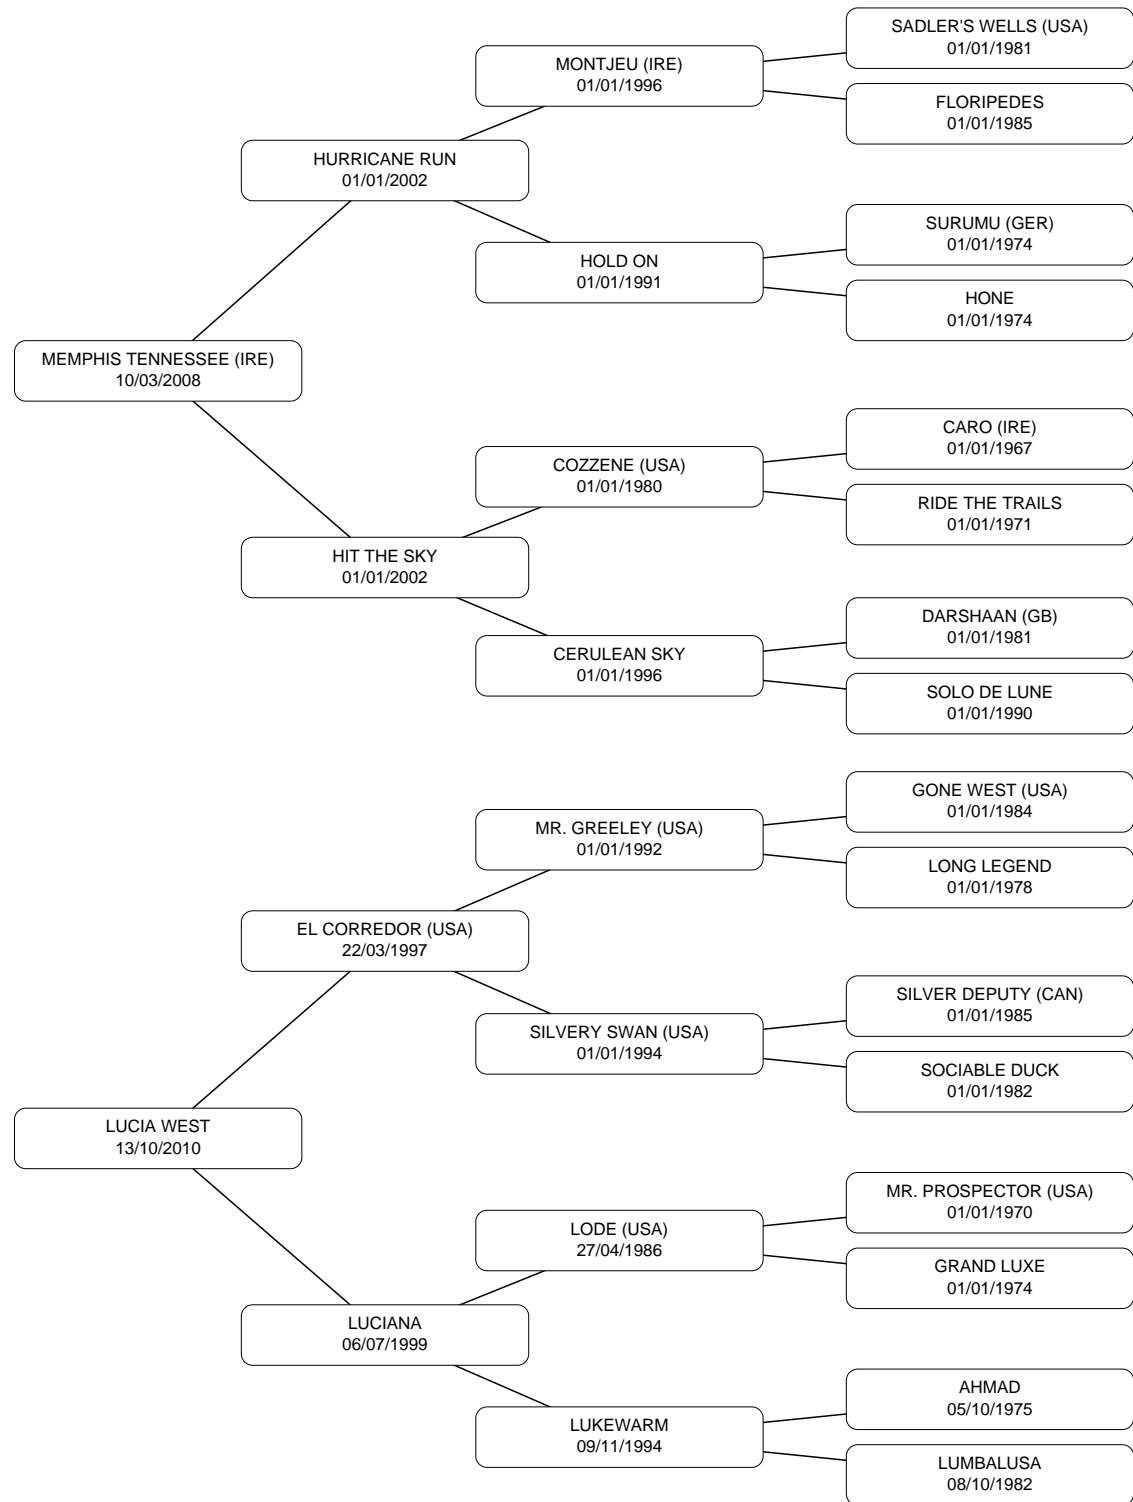 SADLER'S WELLS (USA)
01/01/1981
MONTJEU (IRE)
01/01/1996
FLORIPEDES
01/01/1985
HURRICANE RUN
01/01/2002
SURUMU (GER)
01/01/1974
HOLD ON
01/01/1991
HONE
01/01/1974
MEMPHIS TENNESSEE (IRE)
10/03/2008
CARO (IRE)
01/01/1967
COZZENE (USA)
01/01/1980
RIDE THE TRAILS
01/01/1971
HIT THE SKY
01/01/2002
DARSHAAN (GB)
01/01/1981
CERULEAN SKY
01/01/1996
SOLO DE LUNE
01/01/1990
GONE WEST (USA)
01/01/1984
MR. GREELEY (USA)
01/01/1992
LONG LEGEND
01/01/1978
EL CORREDOR (USA)
22/03/1997
SILVER DEPUTY (CAN)
01/01/1985
SILVERY SWAN (USA)
01/01/1994
SOCIABLE DUCK
01/01/1982
LUCIA WEST
13/10/2010
MR. PROSPECTOR (USA)
01/01/1970
LODE (USA)
27/04/1986
GRAND LUXE
01/01/1974
LUCIANA
06/07/1999
AHMAD
05/10/1975
LUKEWARM
09/11/1994
LUMBALUSA
08/10/1982